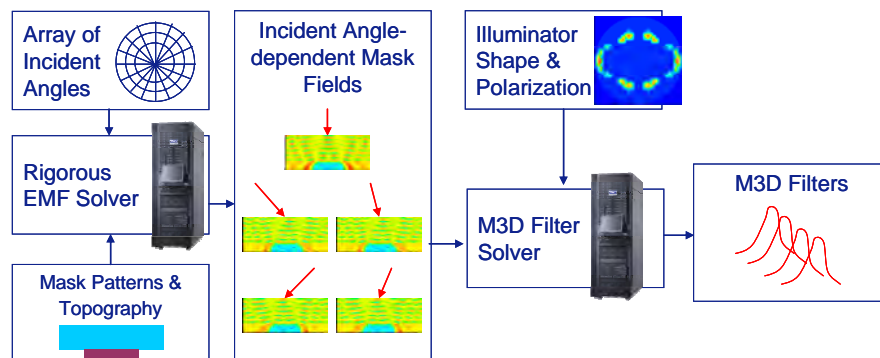 Array of
Incident
Angles
Rigorous
EMF Solver
Mask Patterns &
Topography
Incident Angle-
dependent Mask
Fields
Illuminator
Shape &
Polarization
M3D Filter
Solver
M3D Filters